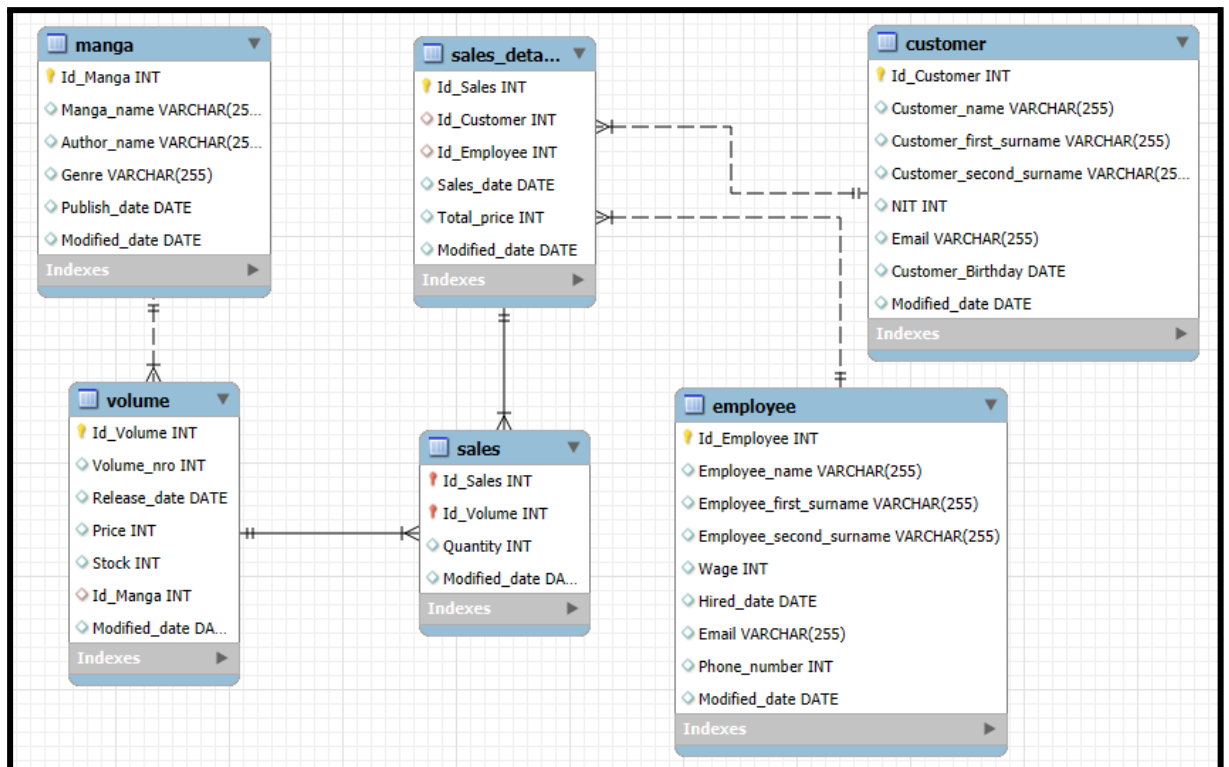 manga
Id_Manga INT
Manga_name VARCHAR(25...
Author_name VARCHAR(25...
Genre VARCHAR(255)
Publish_date DATE
Modified_date DATE
Indexes
sales_deta...
Id_Sales INT
Id_Customer INT
Id_Employee INT
Sales_date DATE
Total_price INT
Modified_date DATE
Indexes
customer
Id_Customer INT
Customer_name VARCHAR(255)
Customer_first_surname VARCHAR(255)
Customer_second_surname VARCHAR(25...
NIT INT
Email VARCHAR(255)
Customer_Birthday DATE
Modified_date DATE
Indexes
volume
Id_Volume INT
Volume_nro INT
Release_date DATE
Price INT
Stock INT
Id_Manga INT
Modified_date DA...
Indexes
sales
Id_Sales INT
Id_Volume INT
Quantity INT
Modified_date DA...
Indexes
employee
Id_Employee INT
Employee_name VARCHAR(255)
Employee_first_surname VARCHAR(255)
Employee_second_surname VARCHAR(255)
Wage INT
Hired_date DATE
Email VARCHAR(255)
Phone_number INT
Modified_date DATE
Indexes